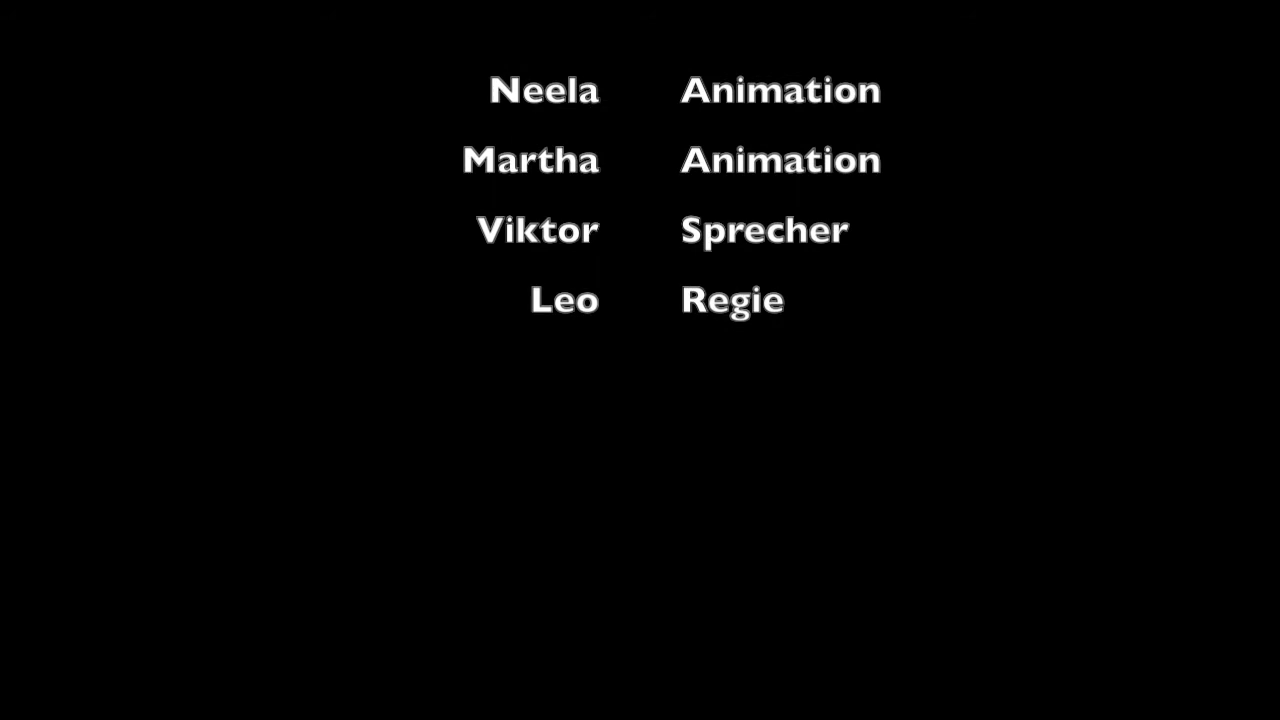 Neela Animation
Martha Animation
Viktor Sprecher
Leo Regie